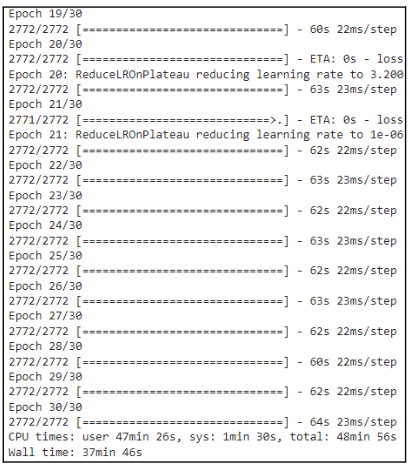 Epoch 19/30
2772/2772 [==============================] - 60s 22ms/step
Epoch 20/30
2772/2772 [==============================] - ETA: 0s - loss
Epoch 20: ReduceLROnPlateau reducing learning rate to 3.200
2772/2772 [==============================] - 63s 23ms/step
Epoch 21/30
2771/2772 [============================>.] - ETA: 0s - loss
Epoch 21: ReduceLROnPlateau reducing learning rate to 1e-06
2772/2772 [==============================] - 62s 22ms/step
Epoch 22/30
2772/2772 [==============================] - 63s 23ms/step
Epoch 23/30
2772/2772 [==============================] - 62s 22ms/step
Epoch 24/30
2772/2772 [==============================] - 63s 23ms/step
Epoch 25/30
2772/2772 [==============================] - 62s 22ms/step
Epoch 26/30
2772/2772 [==============================] - 63s 23ms/step
Epoch 27/30
2772/2772 [==============================] - 62s 22ms/step
Epoch 28/30
2772/2772 [==============================] - 60s 22ms/step
Epoch 29/30
2772/2772 [==============================] - 62s 22ms/step
Epoch 30/30
2772/2772 [==============================] - 64s 23ms/step
CPU times: user 47min 26s, sys: 1min 30s, total: 48min 56s
Wall time: 37min 46s